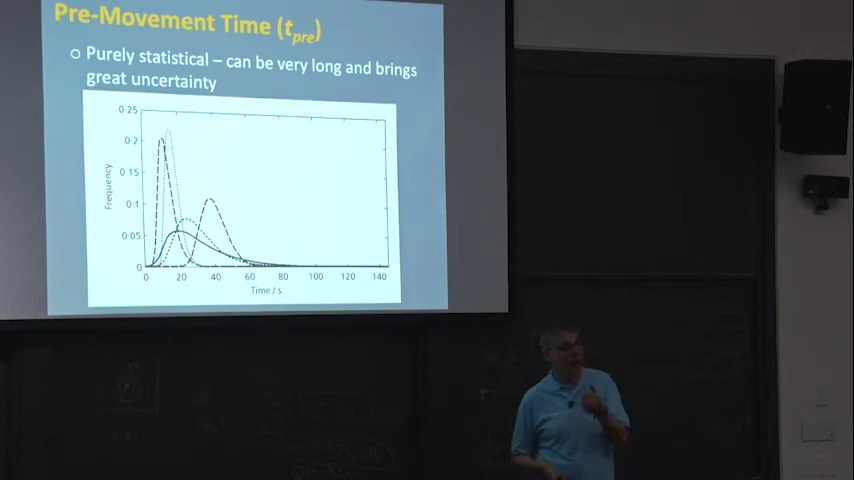 Pre-Movement Time (tpre)
Purely statistical – can be very long and brings
great uncertainty
0 25
0 2
0 15
0 1
0 05
0
Frequency
0 20 40 60 80 100 120 140
Time / s